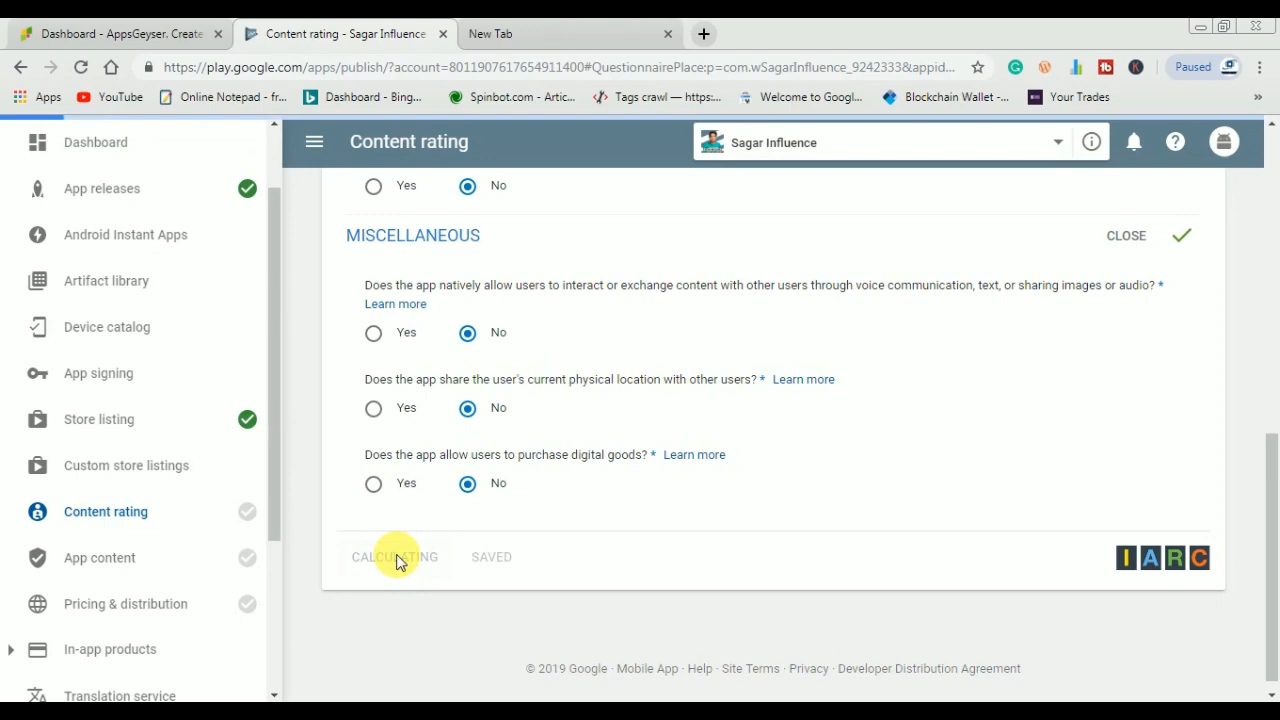 Dashboard - AppsGeyser. Create
Content rating - Sagar Influence
New Tab
https://play.google.com/apps/publish/?account=8011907617654911400#QuestionnairePlace:p=com.wSagarInfluence_9242333&appid...
Paused
Apps
YouTube
Online Notepad - fr...
Dashboard - Bing...
Spinbot.com - Artic...
Tags crawl — https:...
Welcome to Googl...
Blockchain Wallet -...
Your Trades
»
Dashboard
App releases
Android Instant Apps
Artifact library
Device catalog
App signing
Store listing
Custom store listings
Content rating
App content
Pricing & distribution
In-app products
Translation service
Content rating
Sagar Influence
Yes No
MISCELLANEOUS
CLOSE
Does the app natively allow users to interact or exchange content with other users through voice communication, text, or sharing images or audio? *
Learn more
Yes No
Does the app share the user's current physical location with other users? * Learn more
Yes No
Does the app allow users to purchase digital goods? * Learn more
Yes No
CALCULATING SAVED
IARC
© 2019 Google · Mobile App · Help · Site Terms · Privacy · Developer Distribution Agreement